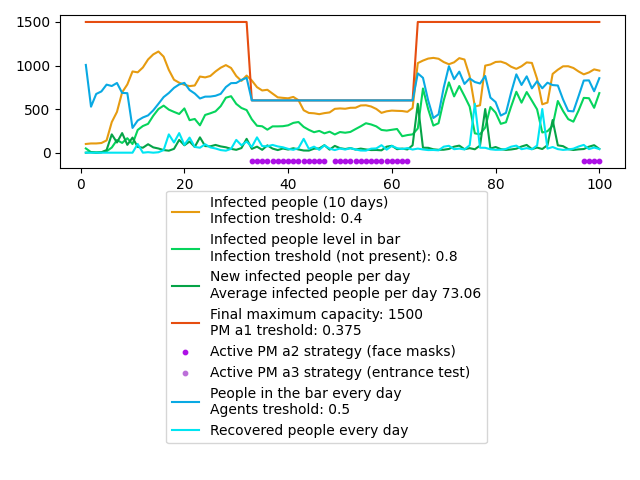 1500
1000
500
0
0 20 40 60 80 100
Infected people (10 days)
Infection treshold: 0.4
Infected people level in bar
Infection treshold (not present): 0.8
New infected people per day
Average infected people per day 73.06
Final maximum capacity: 1500
PM a1 treshold: 0.375
Active PM a2 strategy (face masks)
Active PM a3 strategy (entrance test)
People in the bar every day
Agents treshold: 0.5
Recovered people every day